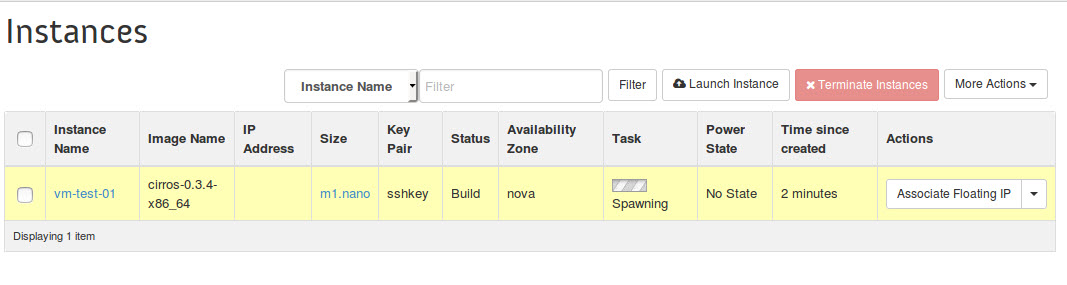 Instances
Instance Name Filter Filter Launch Instance Terminate Instances More Actions
Instance Name Image Name IP Address Size Key Pair Status Availability Zone Task Power State Time since created Actions
vm-test-01 cirros-0.3.4-x86_64 m1.nano sshkey Build nova Spawning No State 2 minutes Associate Floating IP
Displaying 1 item